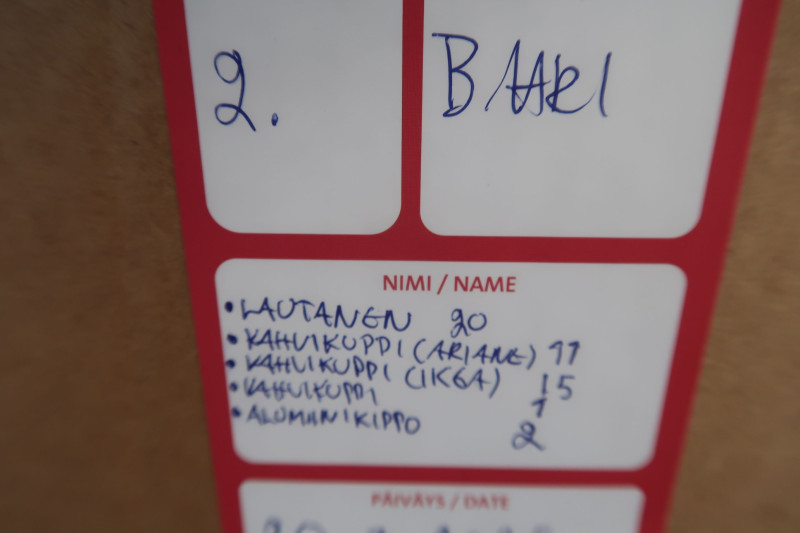 2.
BAARI
NIMI / NAME
• LAUTANEN 20
• KAHVIKUPPI (ARIANE) 11
• KAHVIKUPPI (IKEA) 15
• KAHVIKUPPI 1
• ALUMIINIKIPPO 2
PÄIVÄYS / DATE